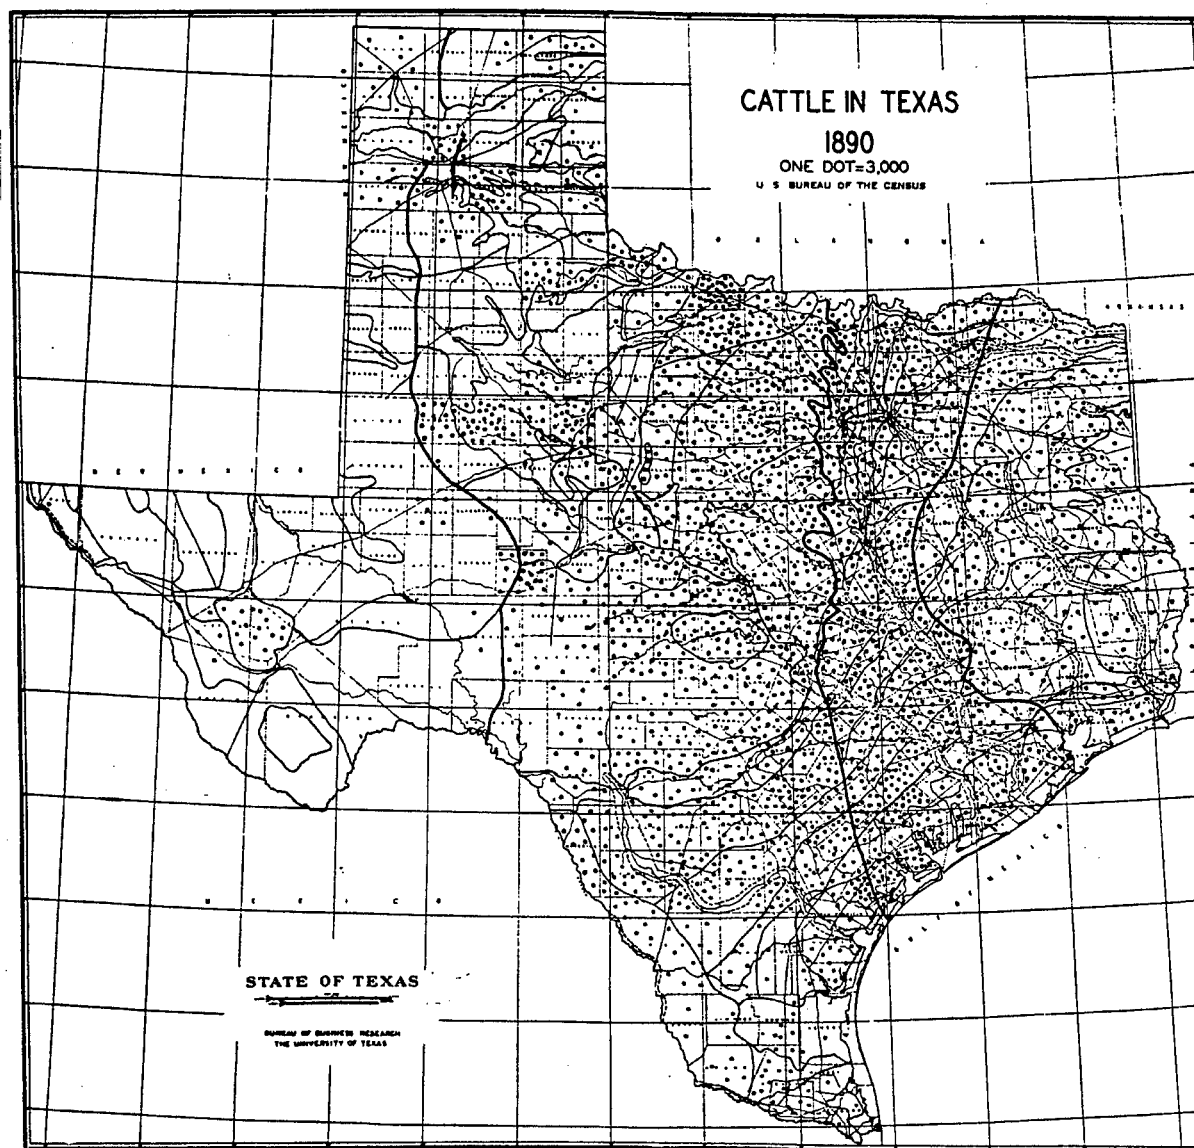 CATTLE IN TEXAS
1890
ONE DOT=3,000
U S BUREAU OF THE CENSUS
O K L A H O M A
A R K A N S A S
N E W M E X I C O
M E X I C O
G U L F O F M E X I C O
STATE OF TEXAS
BUREAU OF BUSINESS RESEARCH
THE UNIVERSITY OF TEXAS